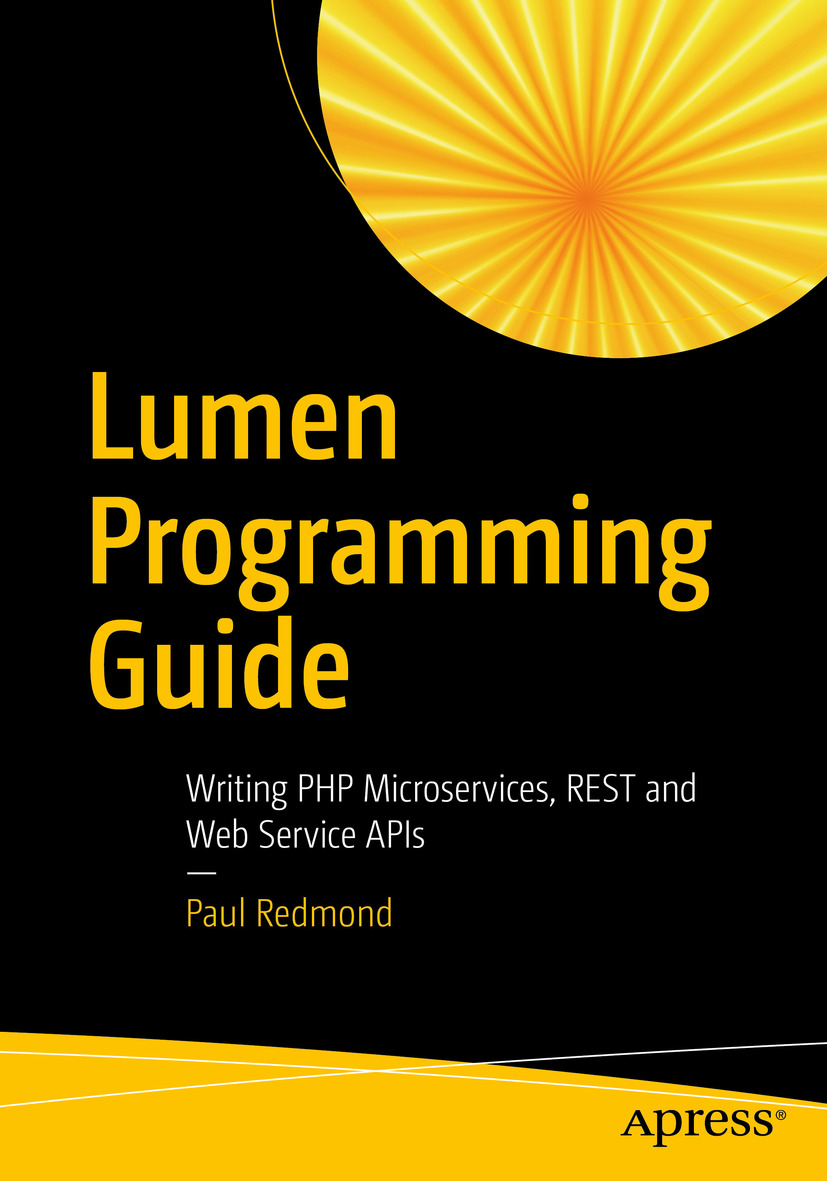 Lumen
Programming
Guide
Writing PHP Microservices, REST and
Web Service APIs
—
Paul Redmond
Apress®